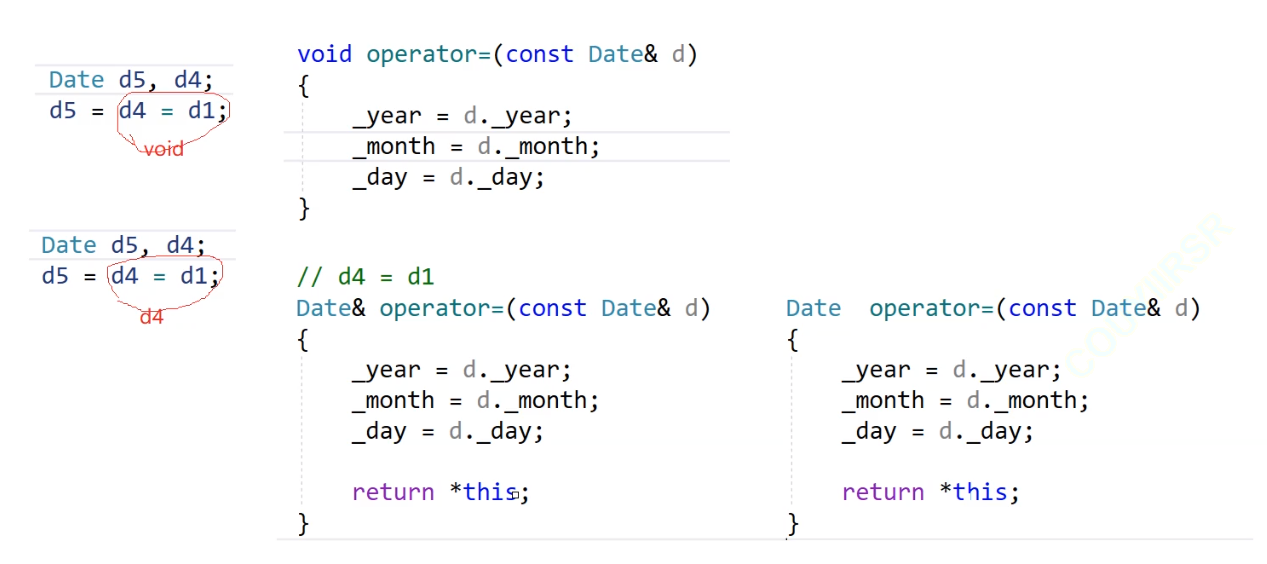 Date d5, d4;
d5 = d4 = d1;
void
void operator=(const Date& d)
{
_year = d._year;
_month = d._month;
_day = d._day;
}
Date d5, d4;
d5 = d4 = d1;
d4
// d4 = d1
Date& operator=(const Date& d)
{
_year = d._year;
_month = d._month;
_day = d._day;
return *this;
}
Date operator=(const Date& d)
{
_year = d._year;
_month = d._month;
_day = d._day;
return *this;
}